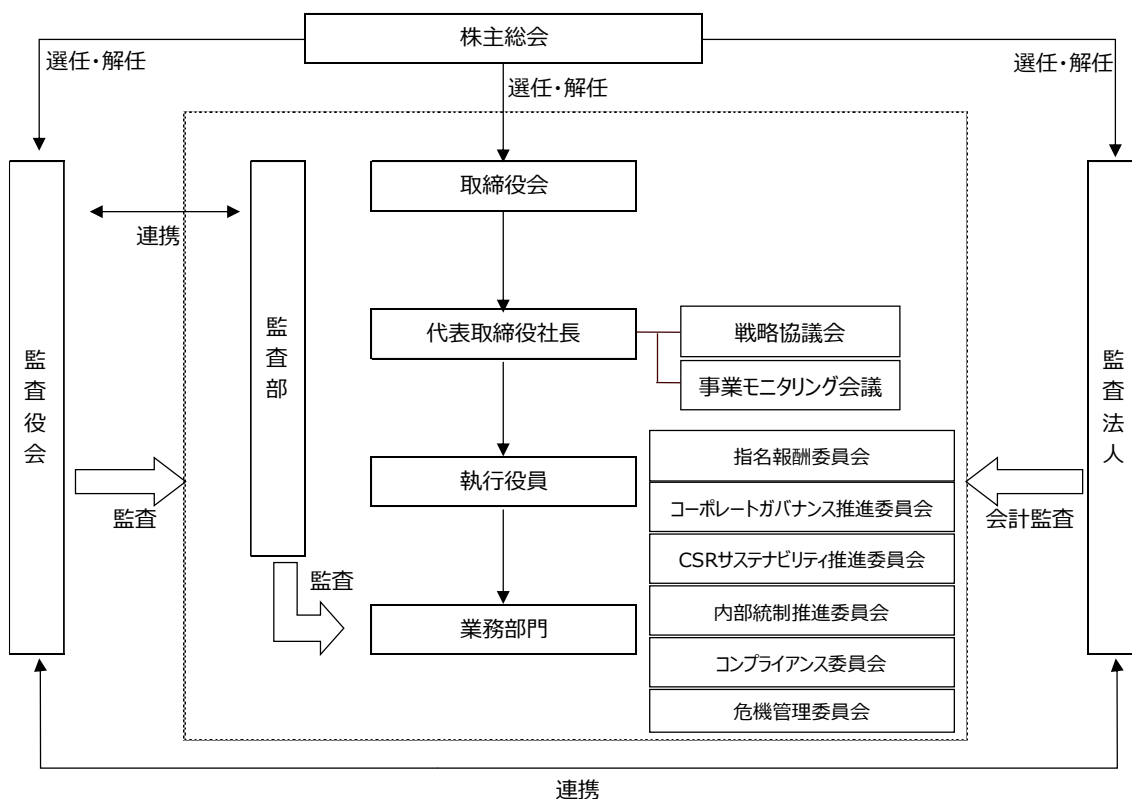 株主総会
選任・解任
選任・解任
選任・解任
取締役会
連携
代表取締役社長
戦略協議会
事業モニタリング会議
監査部
監査役会
監査法人
執行役員
指名報酬委員会
コーポレートガバナンス推進委員会
監査
会計監査
CSRサステナビリティ推進委員会
監査
業務部門
内部統制推進委員会
コンプライアンス委員会
危機管理委員会
連携